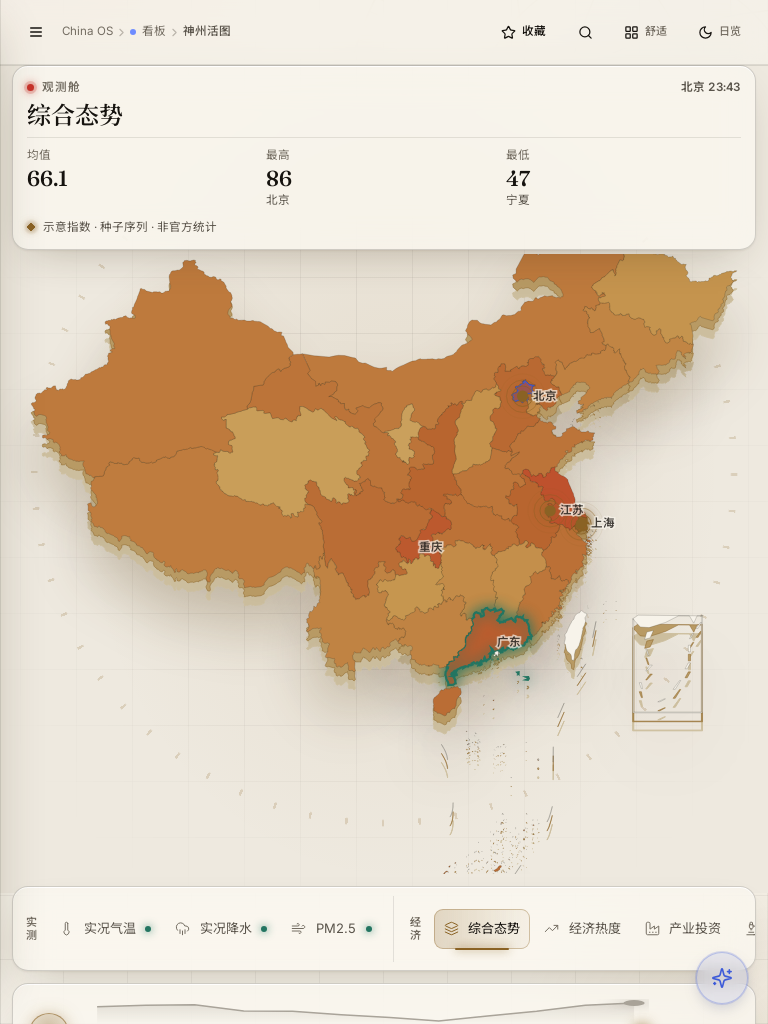 China OS 看板 神州活图 收藏 舒适 日览
观测舱 北京 23:43
综合态势
均值 最高 最低
66.1 86 47
北京 宁夏
示意指数 · 种子序列 · 非官方统计
北京
江苏
上海
重庆
广东
实测 实况气温 实况降水 PM2.5 经济 综合态势 经济热度 产业投资